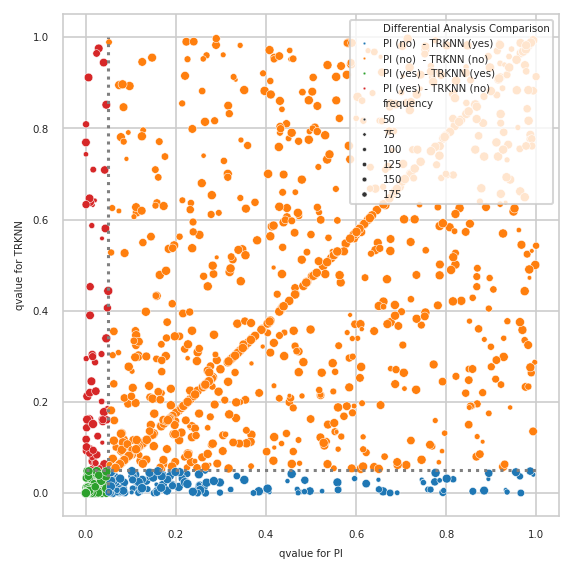 Differential Analysis Comparison
PI (no)  - TRKNN (yes)
PI (no)  - TRKNN (no)
PI (yes) - TRKNN (yes)
PI (yes) - TRKNN (no)
frequency
50
75
100
125
150
175
qvalue for TRKNN
1.0
0.8
0.6
0.4
0.2
0.0
0.0 0.2 0.4 0.6 0.8 1.0
qvalue for PI